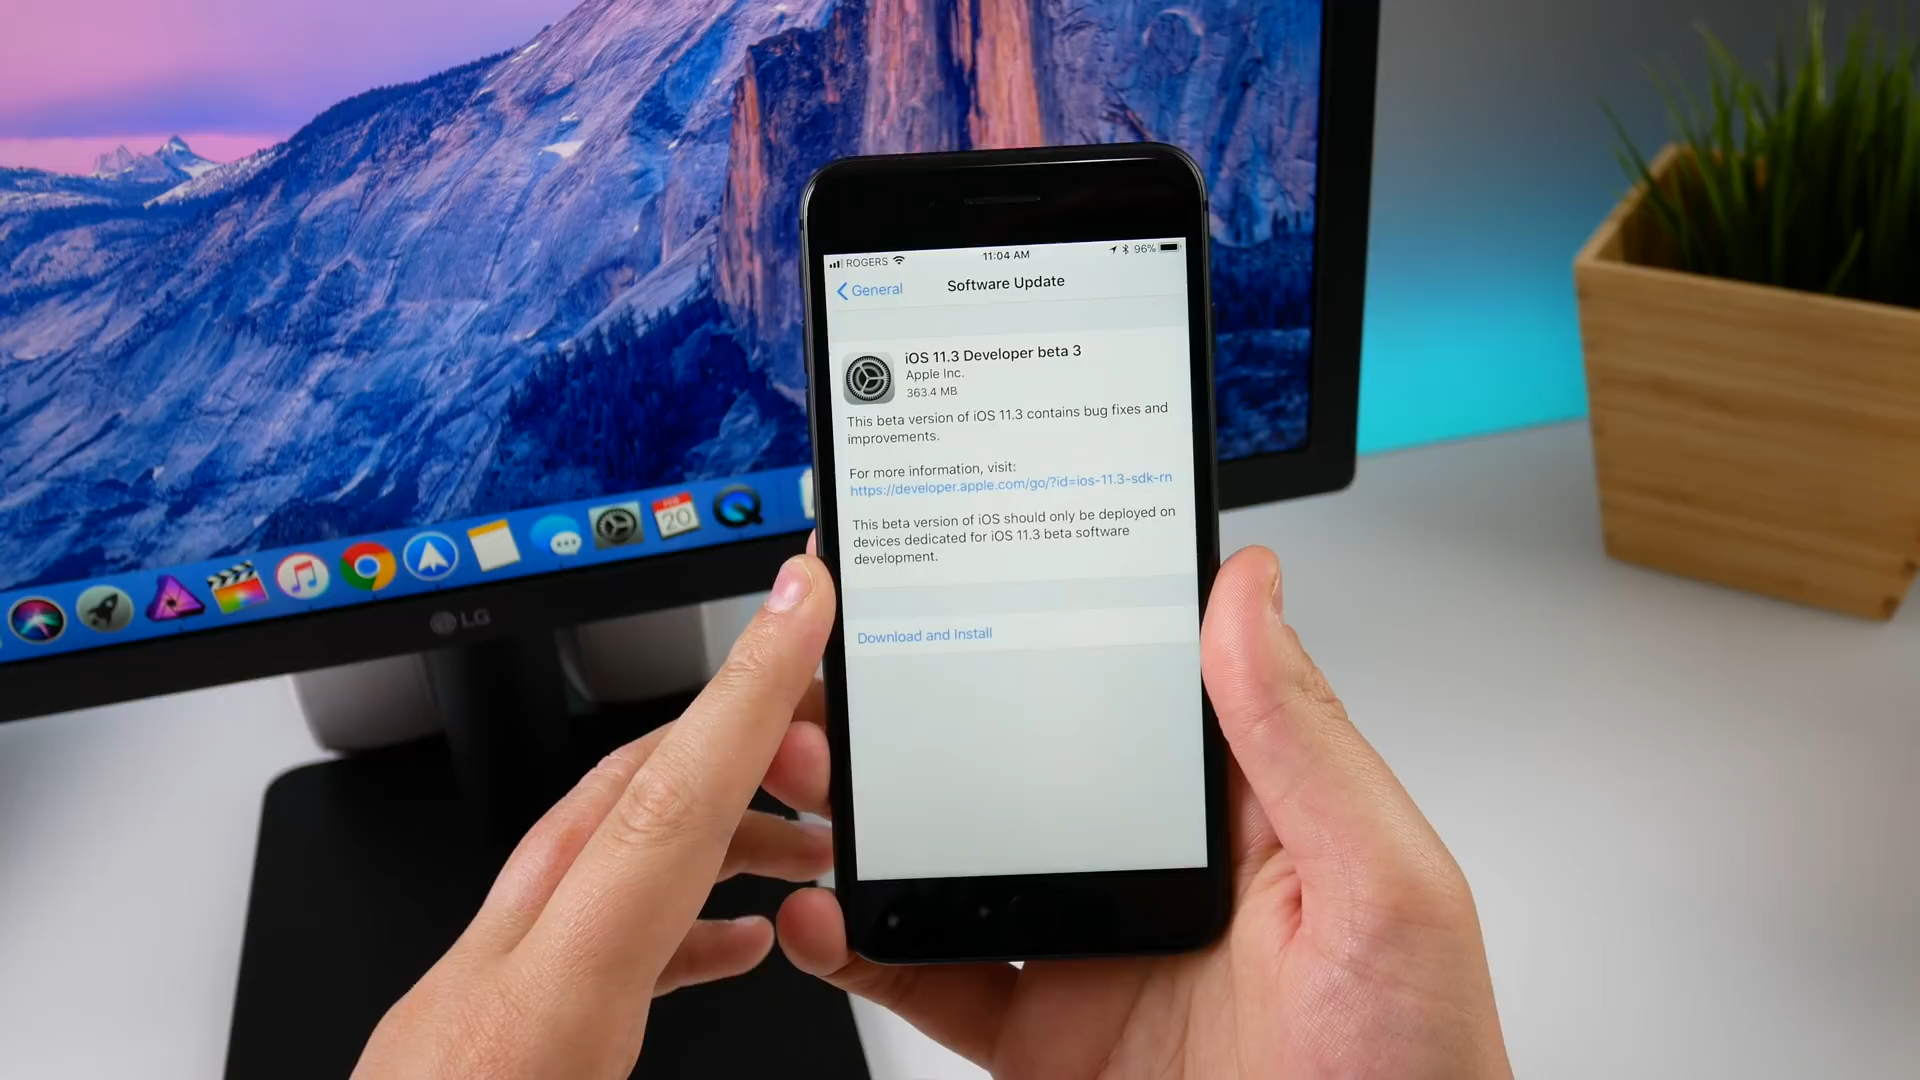 ROGERS 11:04 AM 96%
General Software Update
iOS 11.3 Developer beta 3
Apple Inc.
363.4 MB
This beta version of iOS 11.3 contains bug fixes and
improvements.
For more information, visit:
https://developer.apple.com/go/?id=ios-11.3-sdk-rn
This beta version of iOS should only be deployed on
devices dedicated for iOS 11.3 beta software
development.
Download and Install
FEB
20
LG